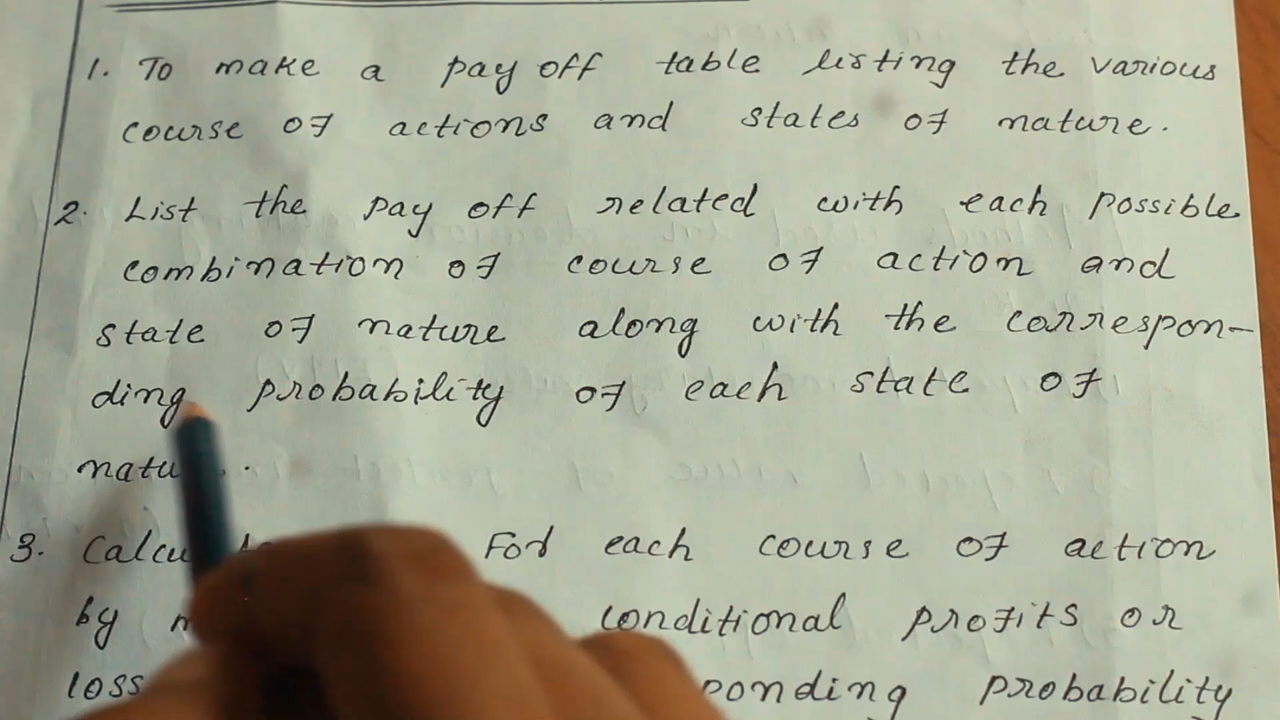 1. To make a pay off table listing the various
course of actions and states of nature.
2. List the pay off related with each possible
combination of course of action and
state of nature along with the correspon-
ding probability of each state of
3. For each course of action
by conditional profits or
probability